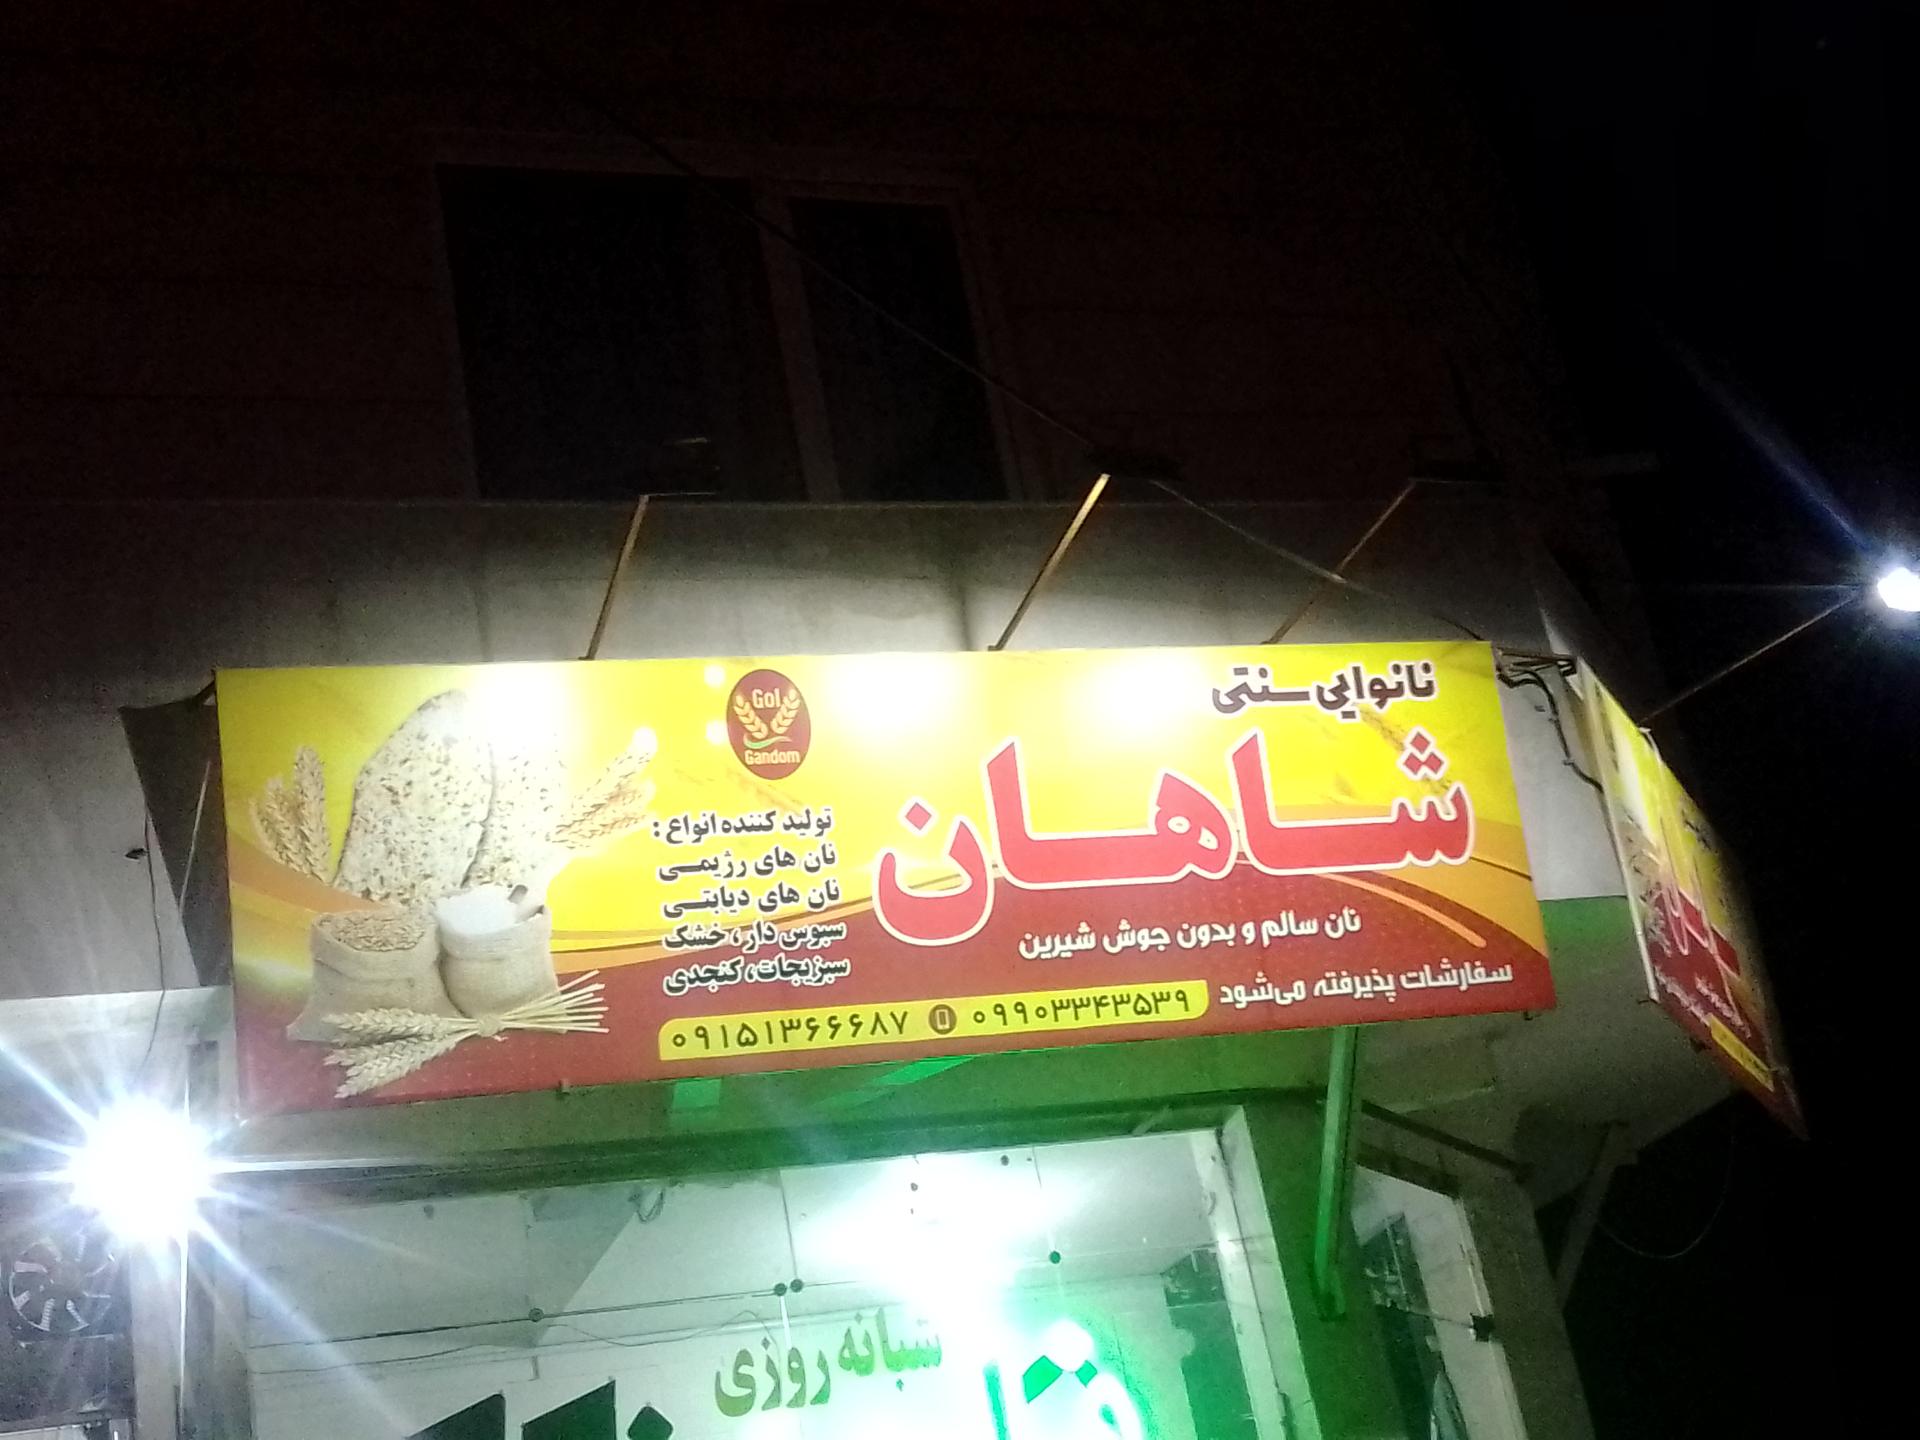 نانوایی سنتی
شاهان
نان سالم و بدون جوش شیرین
سفارشات پذیرفته می‌شود
۰۹۹۰۳۳۴۳۵۳۹
۰۹۱۵۱۳۶۶۶۸۷
Gol
Gandom
تولید کننده انواع :
نان های رژیمی
نان های دیابتی
سبوس دار ، خشک
سبزیجات، کنجدی
شبانه روزی